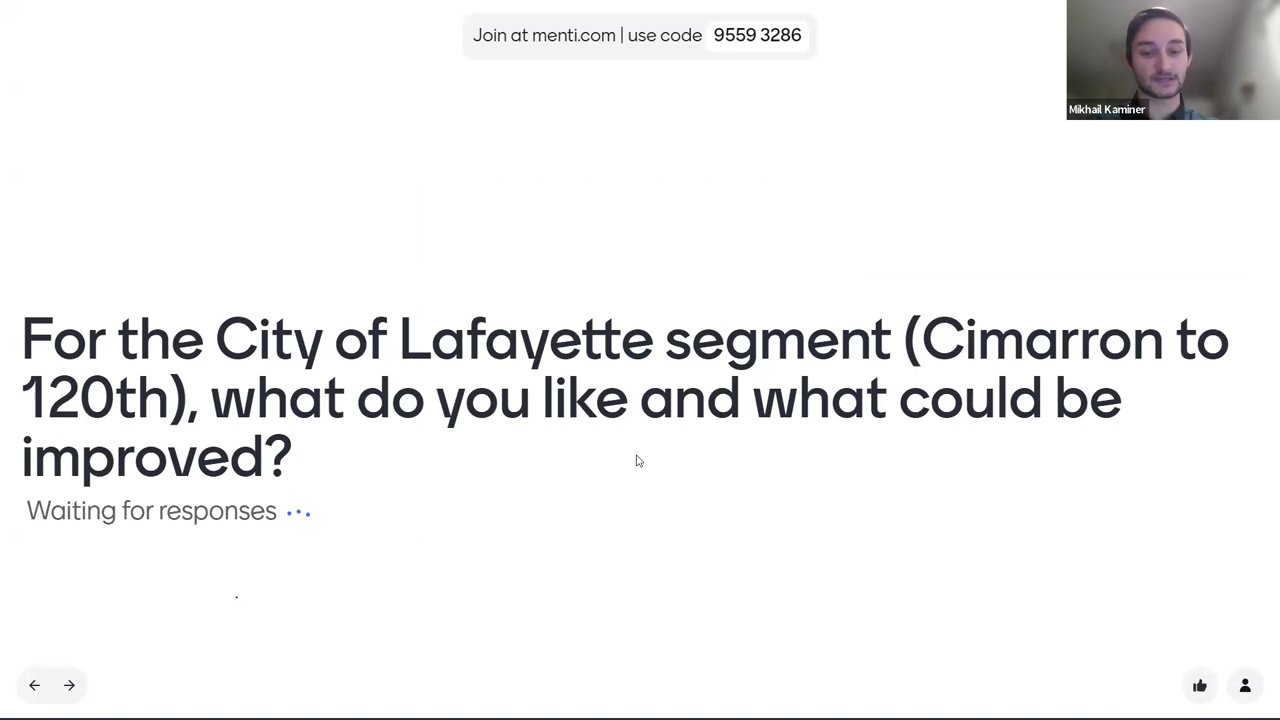 Join at menti.com | use code 9559 3286
Mikhail Kaminer
For the City of Lafayette segment (Cimarron to
120th), what do you like and what could be
improved?
Waiting for responses